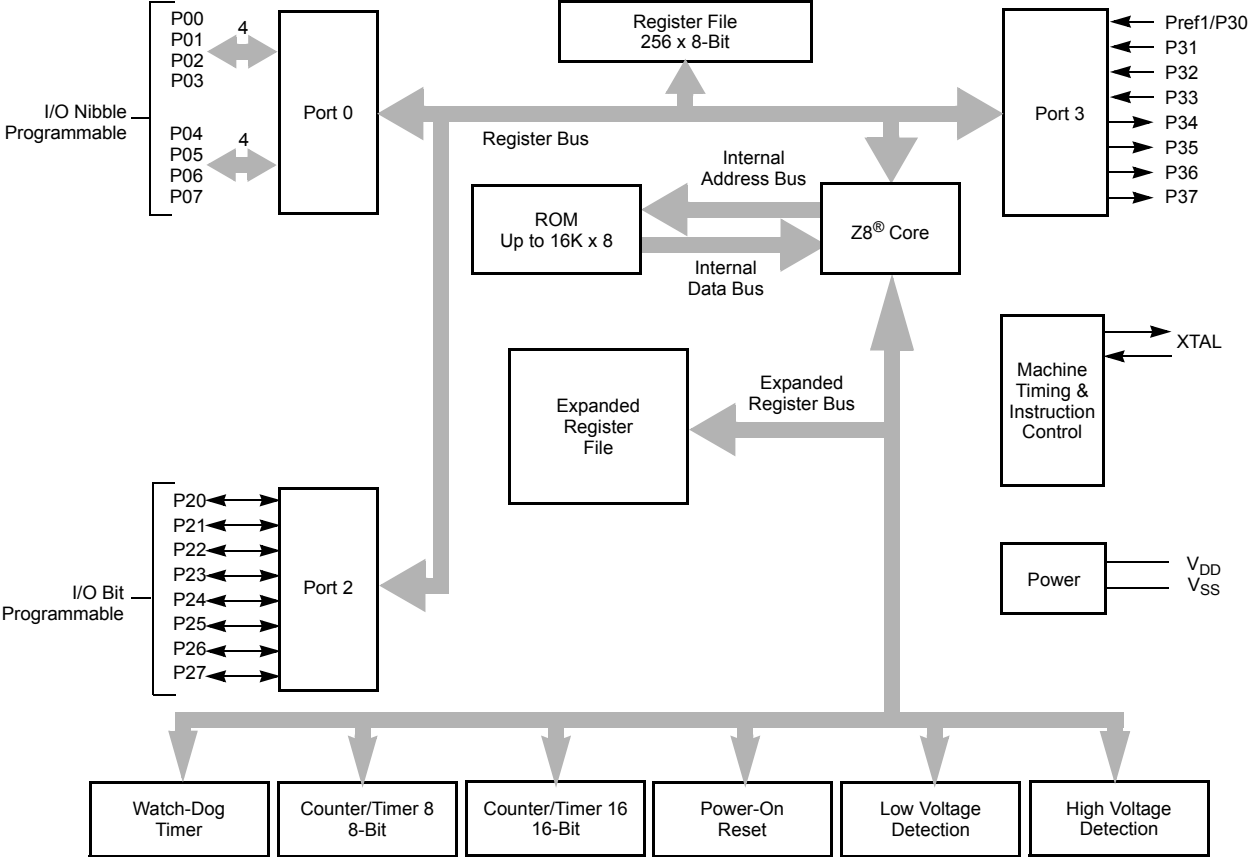 P00
P01
P02
P03
4
I/O Nibble
Programmable
P04
P05
P06
P07
4
Port 0
Register File
256 x 8-Bit
Register Bus
Port 3
Pref1/P30
P31
P32
P33
P34
P35
P36
P37
Internal
Address Bus
ROM
Up to 16K x 8
Z8® Core
Internal
Data Bus
Machine
Timing &
Instruction
Control
XTAL
Expanded
Register
File
Expanded
Register Bus
I/O Bit
Programmable
P20
P21
P22
P23
P24
P25
P26
P27
Port 2
Power
VDD
VSS
Watch-Dog
Timer
Counter/Timer 8
8-Bit
Counter/Timer 16
16-Bit
Power-On
Reset
Low Voltage
Detection
High Voltage
Detection